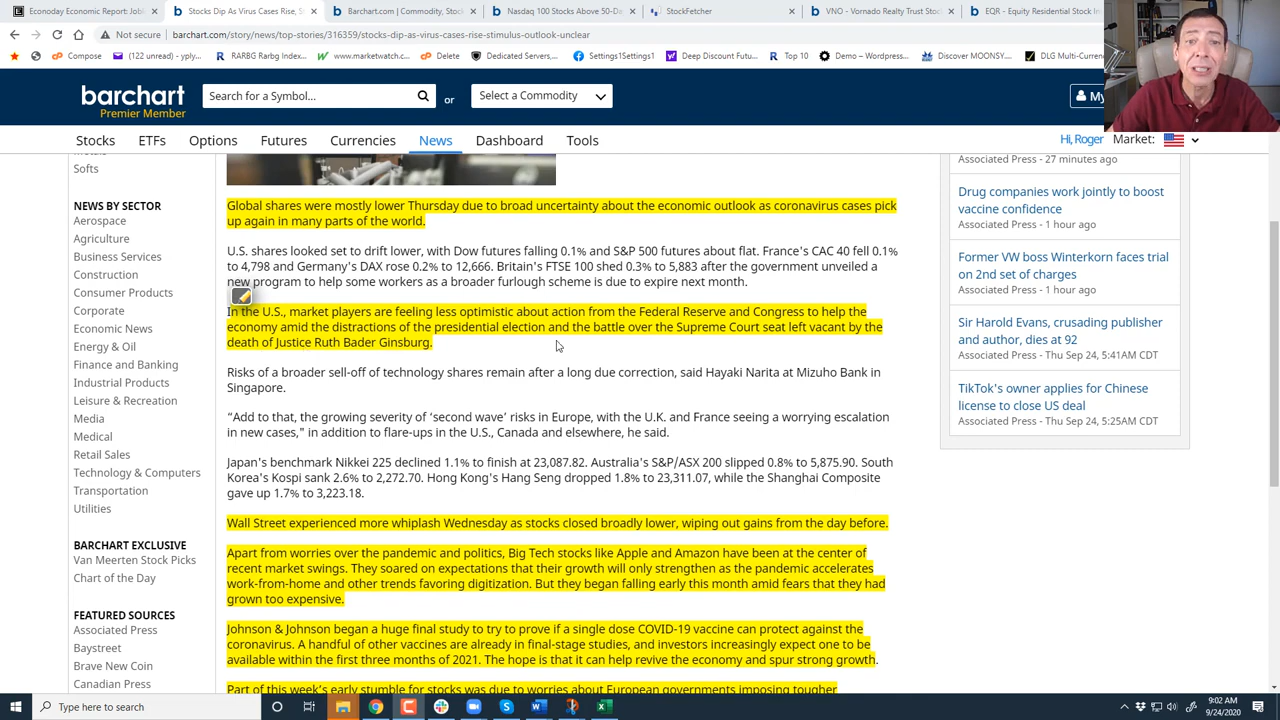 Econoday Economic Report: Jobl
Stocks Dip As Virus Cases Rise, S
Barchart.com | Commodity, Stock
Nasdaq 100 Stocks Above 50-Da
StockFetcher
VNO - Vornado Realty Trust Stoc
EQR - Equity Residential Stock
Not secure | barchart.com/story/news/top-stories/316359/stocks-dip-as-virus-cases-rise-stimulus-outlook-unclear
Compose
(122 unread) - yply...
RARBG Rarbg Index...
www.marketwatch.c...
Delete
Dedicated Servers,...
Settings1Settings1
Deep Discount Futu...
Top 10
Demo – Wordpress...
Discover MOONSY...
DLG Multi-Currenc
barchart
Premier Member
Search for a Symbol...
or
Select a Commodity
My
Stocks ETFs Options Futures Currencies News Dashboard Tools
Hi, Roger
Market:
Softs
NEWS BY SECTOR
Aerospace
Agriculture
Business Services
Construction
Consumer Products
Corporate
Economic News
Energy & Oil
Finance and Banking
Industrial Products
Leisure & Recreation
Media
Medical
Retail Sales
Technology & Computers
Transportation
Utilities
BARCHART EXCLUSIVE
Van Meerten Stock Picks
Chart of the Day
FEATURED SOURCES
Associated Press
Baystreet
Brave New Coin
Canadian Press
Global shares were mostly lower Thursday due to broad uncertainty about the economic outlook as coronavirus cases pick
up again in many parts of the world.
U.S. shares looked set to drift lower, with Dow futures falling 0.1% and S&P 500 futures about flat. France's CAC 40 fell 0.1%
to 4,798 and Germany's DAX rose 0.2% to 12,666. Britain's FTSE 100 shed 0.3% to 5,883 after the government unveiled a
new program to help some workers as a broader furlough scheme is due to expire next month.
In the U.S., market players are feeling less optimistic about action from the Federal Reserve and Congress to help the
economy amid the distractions of the presidential election and the battle over the Supreme Court seat left vacant by the
death of Justice Ruth Bader Ginsburg.
Risks of a broader sell-off of technology shares remain after a long due correction, said Hayaki Narita at Mizuho Bank in
Singapore.
“Add to that, the growing severity of ‘second wave’ risks in Europe, with the U.K. and France seeing a worrying escalation
in new cases," in addition to flare-ups in the U.S., Canada and elsewhere, he said.
Japan's benchmark Nikkei 225 declined 1.1% to finish at 23,087.82. Australia's S&P/ASX 200 slipped 0.8% to 5,875.90. South
Korea's Kospi sank 2.6% to 2,272.70. Hong Kong's Hang Seng dropped 1.8% to 23,311.07, while the Shanghai Composite
gave up 1.7% to 3,223.18.
Wall Street experienced more whiplash Wednesday as stocks closed broadly lower, wiping out gains from the day before.
Apart from worries over the pandemic and politics, Big Tech stocks like Apple and Amazon have been at the center of
recent market swings. They soared on expectations that their growth will only strengthen as the pandemic accelerates
work-from-home and other trends favoring digitization. But they began falling early this month amid fears that they had
grown too expensive.
Johnson & Johnson began a huge final study to try to prove if a single dose COVID-19 vaccine can protect against the
coronavirus. A handful of other vaccines are already in final-stage studies, and investors increasingly expect one to be
available within the first three months of 2021. The hope is that it can help revive the economy and spur strong growth.
Part of this week's early stumble for stocks was due to worries about European governments imposing tougher
Associated Press - 27 minutes ago
Drug companies work jointly to boost
vaccine confidence
Associated Press - 1 hour ago
Former VW boss Winterkorn faces trial
on 2nd set of charges
Associated Press - 1 hour ago
Sir Harold Evans, crusading publisher
and author, dies at 92
Associated Press - Thu Sep 24, 5:41AM CDT
TikTok's owner applies for Chinese
license to close US deal
Associated Press - Thu Sep 24, 5:25AM CDT
Type here to search
9:02 AM
9/24/2020